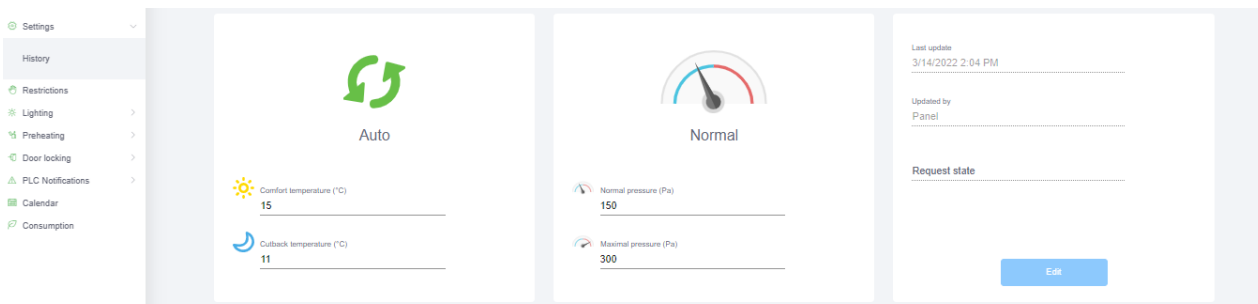 Settings
History
Restrictions
Lighting
Preheating
Door locking
PLC Notifications
Calendar
Consumption
Auto
Comfort temperature (°C)
15
Cutback temperature (°C)
11
Normal
Normal pressure (Pa)
150
Maximal pressure (Pa)
300
Last update
3/14/2022 2:04 PM
Updated by
Panel
Request state
Edit